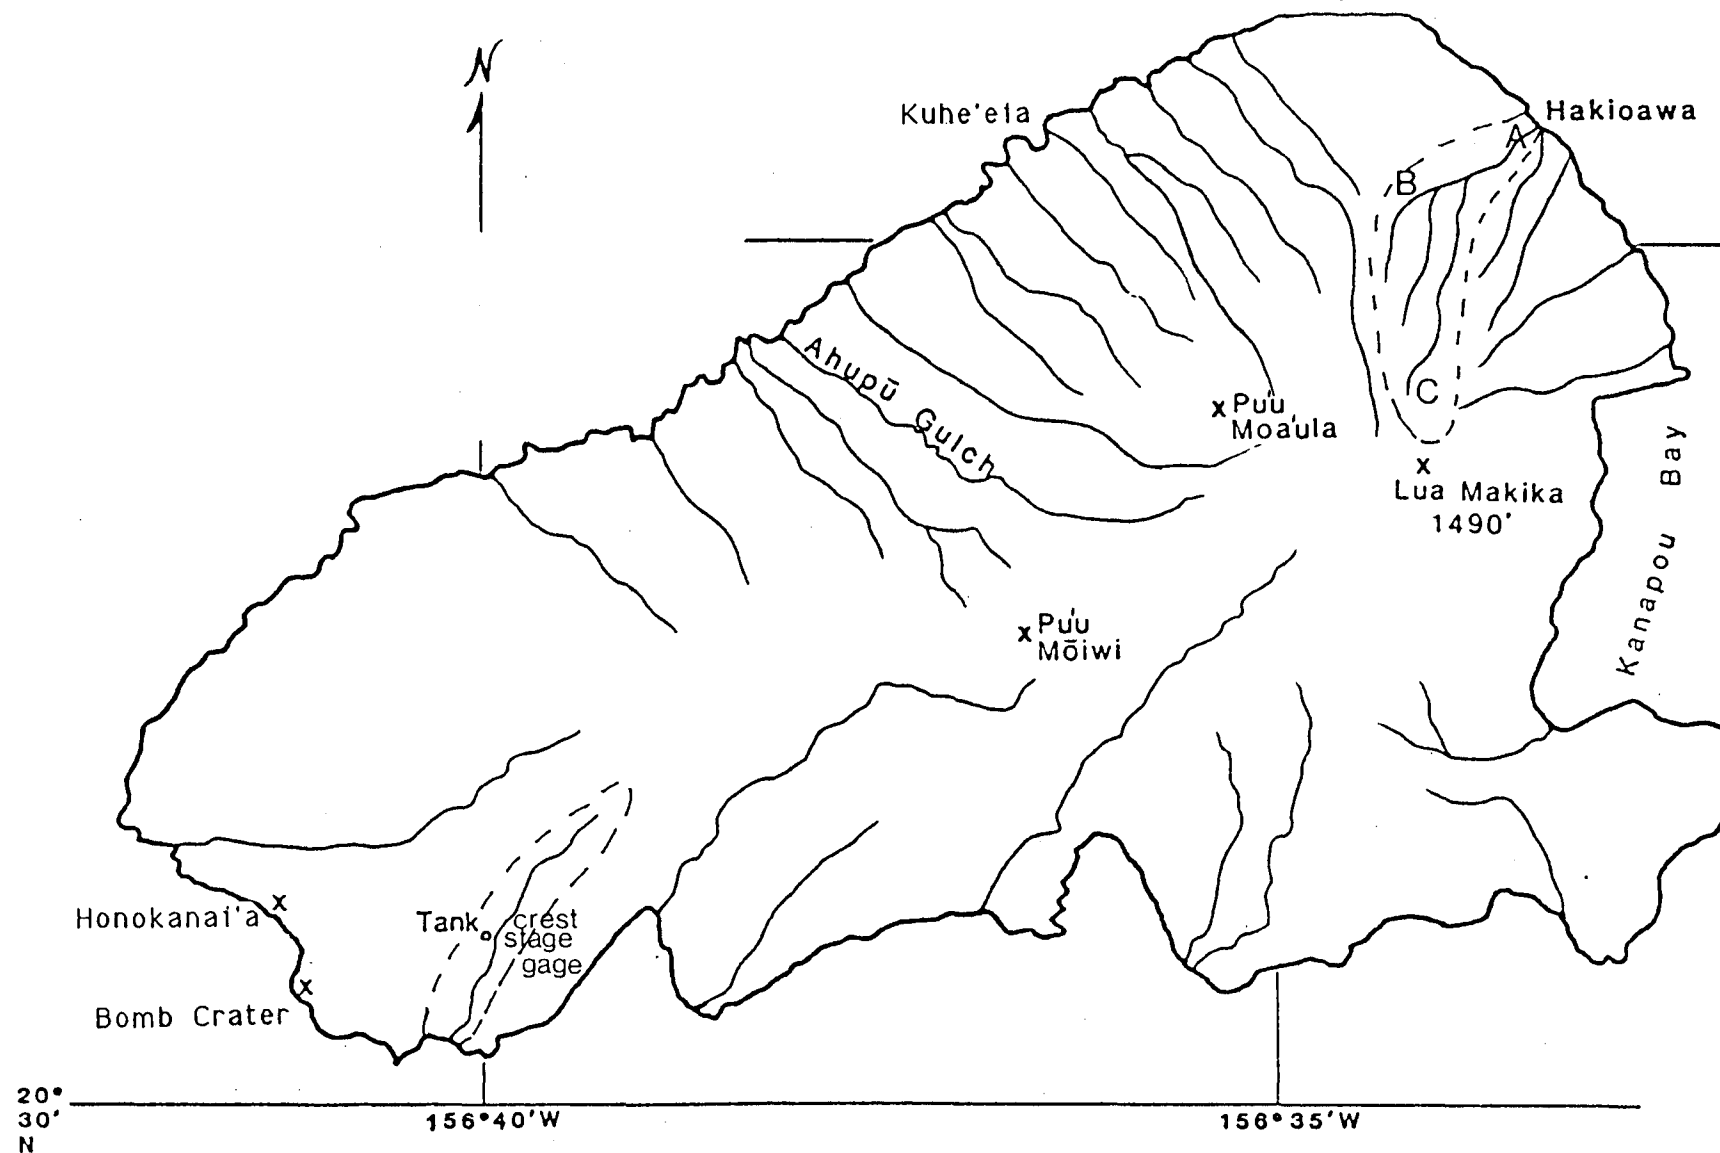 N
Kuhe'eia
Hakioawa
A
B
Ahupū Gulch
C
x Pu'u
Moa'ula
x
Lua Makika
1490'
Kanapou Bay
x Pu'u
Mōiwi
Honokanai'a x
Tank
crest
stage
gage
x
Bomb Crater
20°
30'
N
156°40'W
156°35'W